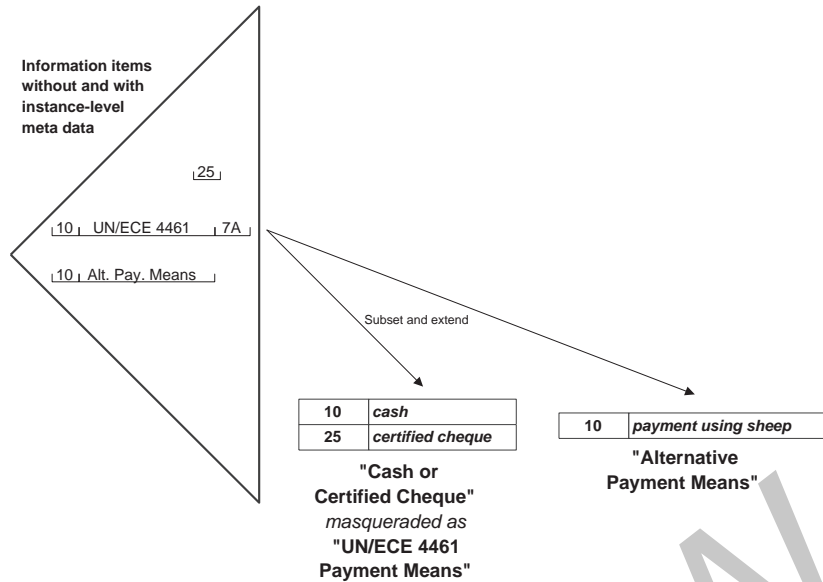 Information items
without and with
instance-level
meta data
25
10 UN/ECE 4461 7A
10 Alt. Pay. Means
Subset and extend
10 cash
25 certified cheque
"Cash or
Certified Cheque"
masqueraded as
"UN/ECE 4461
Payment Means"
10 payment using sheep
"Alternative
Payment Means"